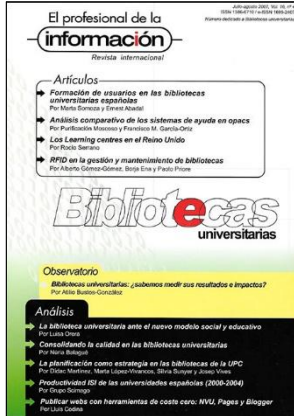 El profesional de la
información
Revista internacional
Julio-agosto 2007, Vol. 16, nº 4
Número dedicado a Bibliotecas universitarias
Artículos
Formación de usuarios en las bibliotecas
universitarias españolas
Por Marta Somoza y Ernest Abadal
Análisis comparativo de los sistemas de ayuda en opacs
Por Purificación Moscoso y Francisco M. García-Ortiz
Los Learning centres en el Reino Unido
Por Rocío Serrano
RFID en la gestión y mantenimiento de bibliotecas
Por Alberto Gómez-Gómez, Borja Ena y Paolo Priore
Bibliotecas
universitarias
Observatorio
Bibliotecas universitarias: ¿sabemos medir sus resultados e impactos?
Por Atilio Bustos-González
Análisis
La biblioteca universitaria ante el nuevo modelo social y educativo
Por Luisa Orera
Consolidando la calidad en las bibliotecas universitarias
Por Núria Balagué
La planificación como estrategia en las bibliotecas de la UPC
Por Dídac Martínez, Marta López-Vivancos, Sílvia Sunyer y Josep Vives
Productividad ISI de las universidades españolas (2000-2004)
Por Grupo Scimago
Publicar webs con herramientas de coste cero: NVU, Pages y Blogger
Por Lluís Codina